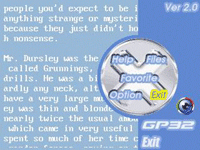 people you'd expect to be i
anything strange or myster
because they just didn't ho
h nonsense.
Mr. Dursley was the
called Grunnings,
drills. He was a bi
ardly any neck, alt
have a very large m
ey was thin and blond
nearly twice the usual amo
which came in very useful
spent so much of her time
Ver 2.0
Help
Files
Favorite
Option
Exit
GP32
Exit